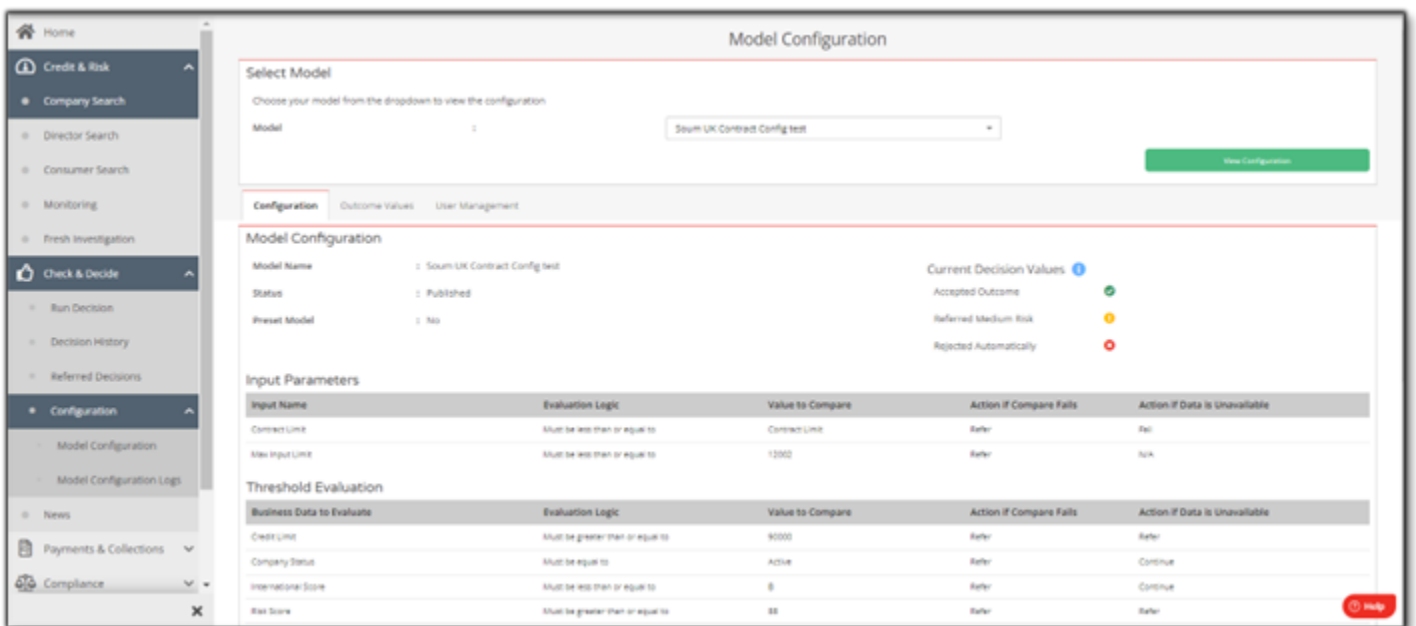 Home
Credit & Risk
Company Search
Director Search
Consumer Search
Monitoring
Fresh Investigation
Check & Decide
Run Decision
Decision History
Referred Decisions
Configuration
Model Configuration
Model Configuration Logs
News
Payments & Collections
Compliance
Model Configuration
Select Model
Choose your model from the dropdown to view the configuration
Model : Soum UK Contract Config test
View Configuration
Configuration Outcome Values User Management
Model Configuration
Model Name : Soum UK Contract Config test
Status : Published
Preset Model : No
Current Decision Values
Accepted Outcome
Referred Medium Risk
Rejected Automatically
Input Parameters
Input Name Evaluation Logic Value to Compare Action if Compare Fails Action if Data is Unavailable
Contract Limit Must be less than or equal to Contract Limit Refer Fail
Max Input Limit Must be less than or equal to 12002 Refer N/A
Threshold Evaluation
Business Data to Evaluate Evaluation Logic Value to Compare Action if Compare Fails Action if Data is Unavailable
Credit Limit Must be greater than or equal to 90000 Refer Refer
Company Status Must be equal to Active Refer Continue
International Score Must be less than or equal to Refer Continue
Risk Score Must be greater than or equal to 88 Refer Refer
Help